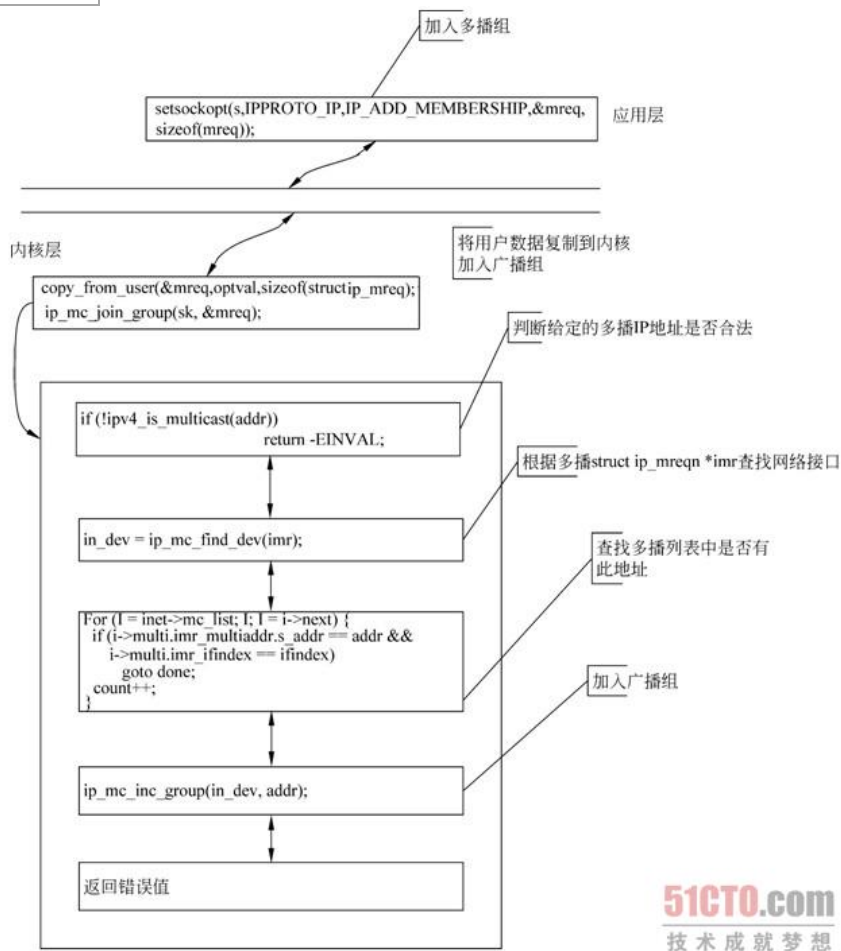 加入多播组
setsockopt(s,IPPROTO_IP,IP_ADD_MEMBERSHIP,&mreq,
sizeof(mreq));
应用层
内核层
将用户数据复制到内核
加入广播组
copy_from_user(&mreq,optval,sizeof(structip_mreq);
ip_mc_join_group(sk, &mreq);
判断给定的多播IP地址是否合法
if (!ipv4_is_multicast(addr))
return -EINVAL;
根据多播struct ip_mreqn *imr查找网络接口
in_dev = ip_mc_find_dev(imr);
查找多播列表中是否有
此地址
For (I = inet->mc_list; I; I = i->next) {
if (i->multi.imr_multiaddr.s_addr == addr &&
i->multi.imr_ifindex == ifindex)
goto done;
count++;
}
加入广播组
ip_mc_inc_group(in_dev, addr);
返回错误值
51CTO.com
技术成就梦想